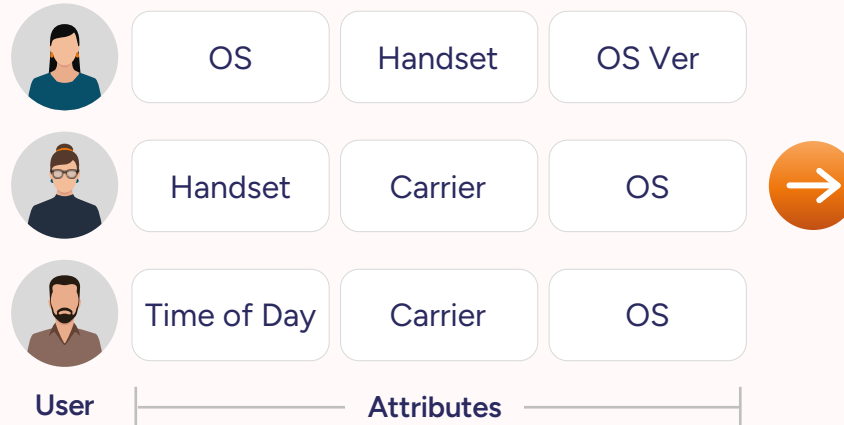 OS Handset OS Ver
Handset Carrier OS
Time of Day Carrier OS
User Attributes